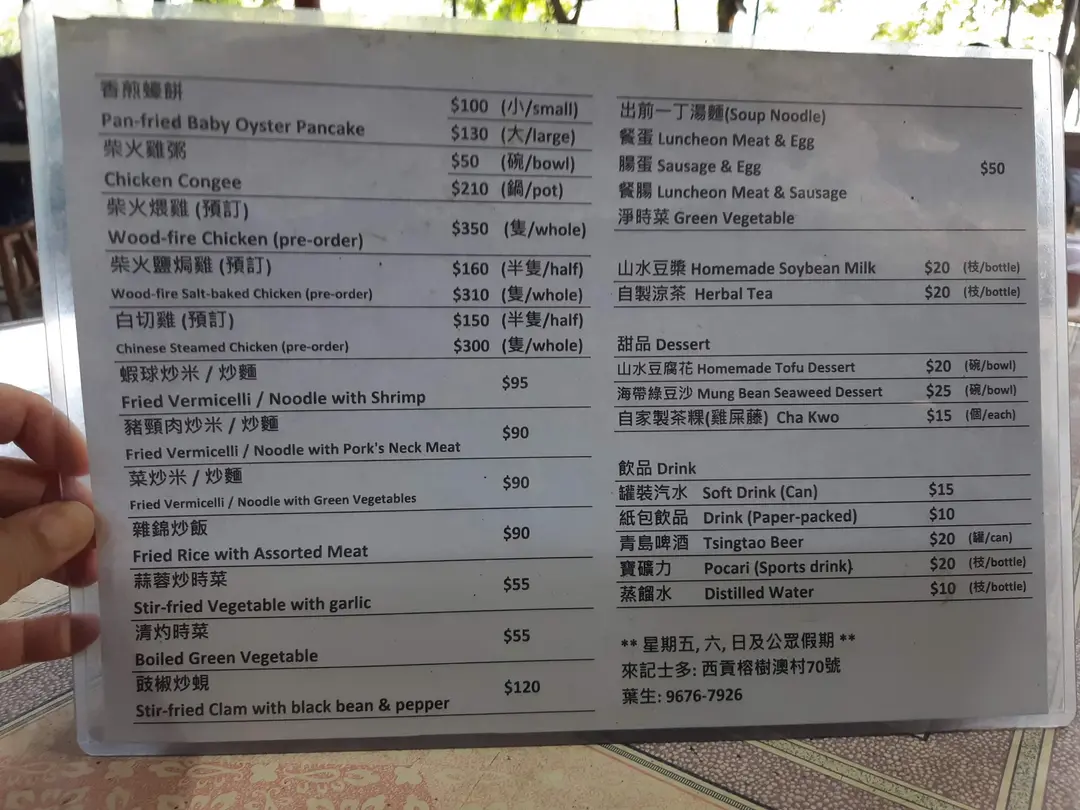 香煎蠔餅
$100 (小/small)
Pan-fried Baby Oyster Pancake
$130 (大/large)
柴火雞粥
$50 (碗/bowl)
Chicken Congee
$210 (鍋/pot)
柴火煨雞 (預訂)
Wood-fire Chicken (pre-order)
$350 (隻/whole)
柴火鹽焗雞 (預訂)
$160 (半隻/half)
Wood-fire Salt-baked Chicken (pre-order)
$310 (隻/whole)
白切雞 (預訂)
$150 (半隻/half)
Chinese Steamed Chicken (pre-order)
$300 (隻/whole)
蝦球炒米 / 炒麵
Fried Vermicelli / Noodle with Shrimp
$95
豬頸肉炒米 / 炒麵
Fried Vermicelli / Noodle with Pork's Neck Meat
$90
菜炒米 / 炒麵
Fried Vermicelli / Noodle with Green Vegetables
$90
雜錦炒飯
Fried Rice with Assorted Meat
$90
蒜蓉炒時菜
Stir-fried Vegetable with garlic
$55
清灼時菜
Boiled Green Vegetable
$55
豉椒炒蜆
Stir-fried Clam with black bean & pepper
$120
出前一丁湯麵(Soup Noodle)
餐蛋 Luncheon Meat & Egg
腸蛋 Sausage & Egg
$50
餐腸 Luncheon Meat & Sausage
淨時菜 Green Vegetable
山水豆漿 Homemade Soybean Milk $20 (枝/bottle)
自製涼茶 Herbal Tea $20 (枝/bottle)
甜品 Dessert
山水豆腐花 Homemade Tofu Dessert $20 (碗/bowl)
海帶綠豆沙 Mung Bean Seaweed Dessert $25 (碗/bowl)
自家製茶粿(雞屎藤) Cha Kwo $15 (個/each)
飲品 Drink
罐裝汽水 Soft Drink (Can) $15
紙包飲品 Drink (Paper-packed) $10
青島啤酒 Tsingtao Beer $20 (罐/can)
寶礦力 Pocari (Sports drink) $20 (枝/bottle)
蒸餾水 Distilled Water $10 (枝/bottle)
** 星期五, 六, 日及公眾假期 **
來記士多: 西貢榕樹澳村70號
葉生: 9676-7926